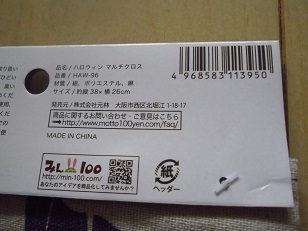 品名／ハロウィン マルチクロス
品番／HAW-96
材質／綿、ポリエステル、麻
サイズ／約縦38×横26cm
発売元／株式会社元林 大阪市西区北堀江1-18-17
商品に関するお問い合わせ・ご意見はこちら
→http://www.motto100yen.com/faq/
MADE IN CHINA
4 968583 113950
みんなの100
http://min-100.com/
あなたのアイデアを商品化してみませんか?
紙
ヘッダー